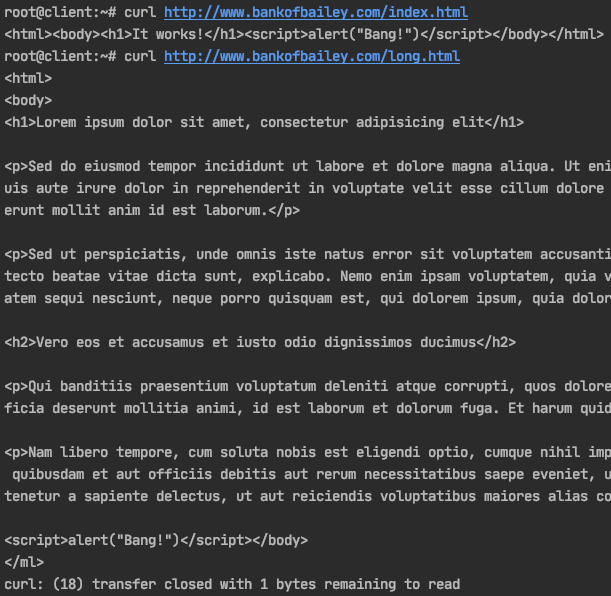 root@client:~# curl http://www.bankofbailey.com/index.html
<html><body><h1>It works!</h1><script>alert("Bang!")</script></body></html>
root@client:~# curl http://www.bankofbailey.com/long.html
<html>
<body>
<h1>Lorem ipsum dolor sit amet, consectetur adipisicing elit</h1>
<p>Sed do eiusmod tempor incididunt ut labore et dolore magna aliqua. Ut eni
uis aute irure dolor in reprehenderit in voluptate velit esse cillum dolore
erunt mollit anim id est laborum.</p>
<p>Sed ut perspiciatis, unde omnis iste natus error sit voluptatem accusanti
tecto beatae vitae dicta sunt, explicabo. Nemo enim ipsam voluptatem, quia v
atem sequi nesciunt, neque porro quisquam est, qui dolorem ipsum, quia dolor
<h2>Vero eos et accusamus et iusto odio dignissimos ducimus</h2>
<p>Qui banditiis praesentium voluptatum deleniti atque corrupti, quos dolore
ficia deserunt mollitia animi, id est laborum et dolorum fuga. Et harum quid
<p>Nam libero tempore, cum soluta nobis est eligendi optio, cumque nihil imp
quibusdam et aut officiis debitis aut rerum necessitatibus saepe eveniet, u
tenetur a sapiente delectus, ut aut reiciendis voluptatibus maiores alias co
<script>alert("Bang!")</script></body>
</ml>
curl: (18) transfer closed with 1 bytes remaining to read